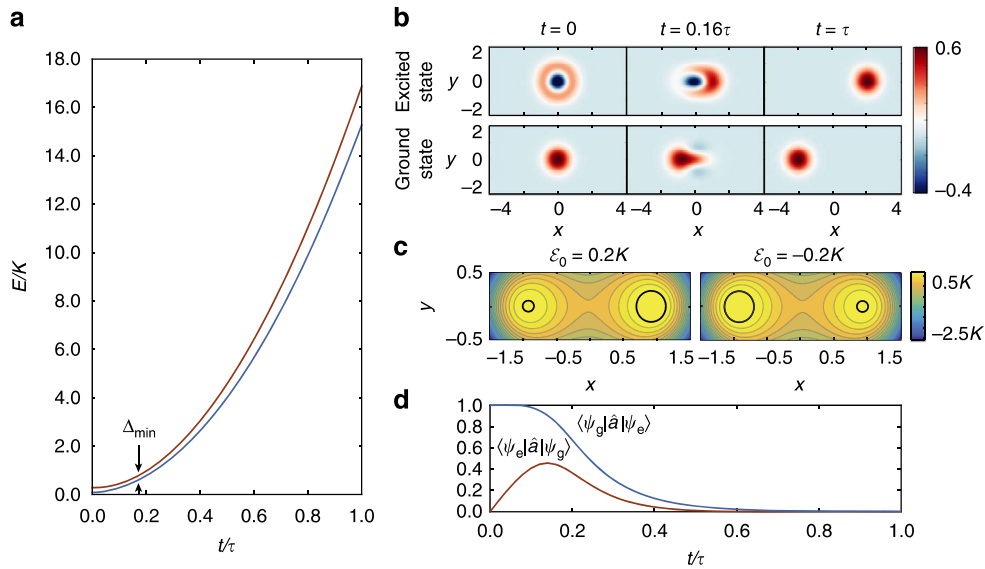 a
18.0
16.0
14.0
12.0
10.0
8.0
6.0
4.0
2.0
0.0
E/K
Δmin
0.0 0.2 0.4 0.6 0.8 1.0
t/τ
b
t = 0 t = 0.16τ t = τ
Excited state
y
2
0
−2
Ground state
y
2
0
−2
−4 0 4 −4 0 4 −4 0 4
x x x
0.6
−0.4
c
ℰ0 = 0.2K ℰ0 = −0.2K
y
0.5
−0.5
−1.5 −0.5 0.5 1.5 −1.5 −0.5 0.5 1.5
x x
0.5K
−2.5K
d
1.0
0.8
0.6
0.4
0.2
0.0
⟨ψg|â|ψe⟩
⟨ψe|â|ψg⟩
0.0 0.2 0.4 0.6 0.8 1.0
t/τ